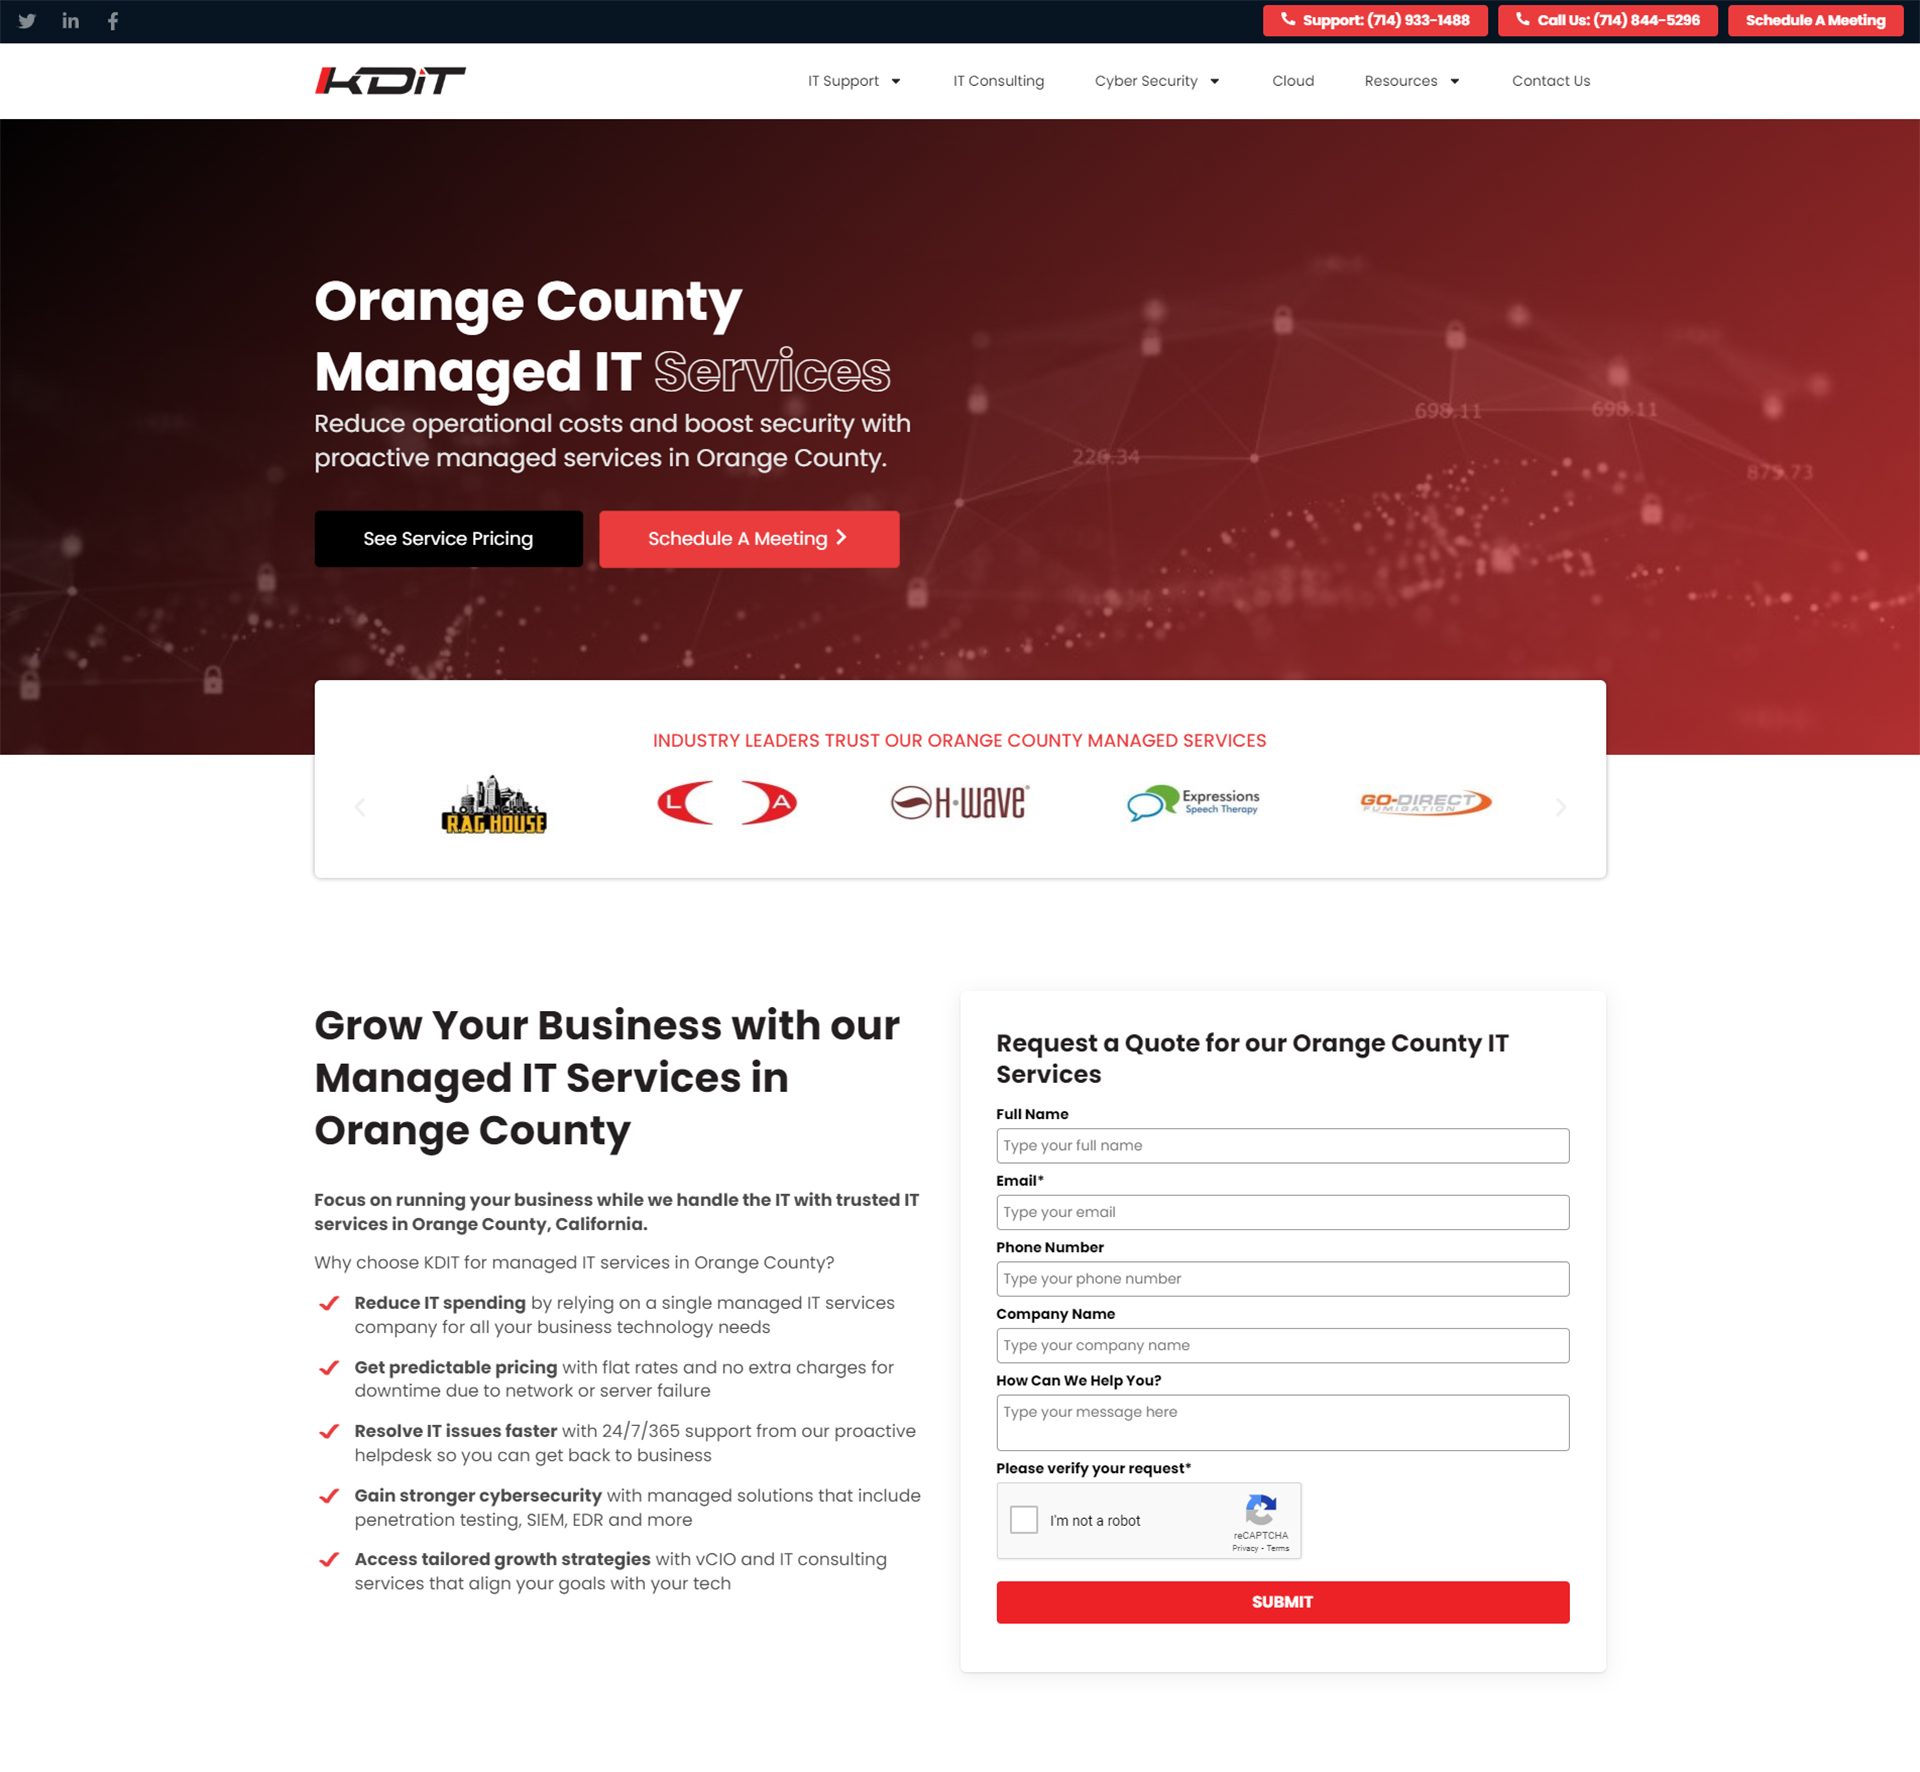 Support: (714) 933-1488
Call Us: (714) 844-5296
Schedule A Meeting
KDIT
IT Support
IT Consulting
Cyber Security
Cloud
Resources
Contact Us
Orange County
Managed IT Services
Reduce operational costs and boost security with
proactive managed services in Orange County.
698.11
698.11
226.34
879.73
See Service Pricing
Schedule A Meeting
INDUSTRY LEADERS TRUST OUR ORANGE COUNTY MANAGED SERVICES
LOS ANGELES
RAG HOUSE
L A
H·WAVE®
Expressions
Speech Therapy
GO-DIRECT
FUMIGATION
Grow Your Business with our
Managed IT Services in
Orange County
Focus on running your business while we handle the IT with trusted IT
services in Orange County, California.
Why choose KDIT for managed IT services in Orange County?
Reduce IT spending by relying on a single managed IT services
company for all your business technology needs
Get predictable pricing with flat rates and no extra charges for
downtime due to network or server failure
Resolve IT issues faster with 24/7/365 support from our proactive
helpdesk so you can get back to business
Gain stronger cybersecurity with managed solutions that include
penetration testing, SIEM, EDR and more
Access tailored growth strategies with vCIO and IT consulting
services that align your goals with your tech
Request a Quote for our Orange County IT
Services
Full Name
Type your full name
Email*
Type your email
Phone Number
Type your phone number
Company Name
Type your company name
How Can We Help You?
Type your message here
Please verify your request*
I'm not a robot
reCAPTCHA
Privacy - Terms
SUBMIT